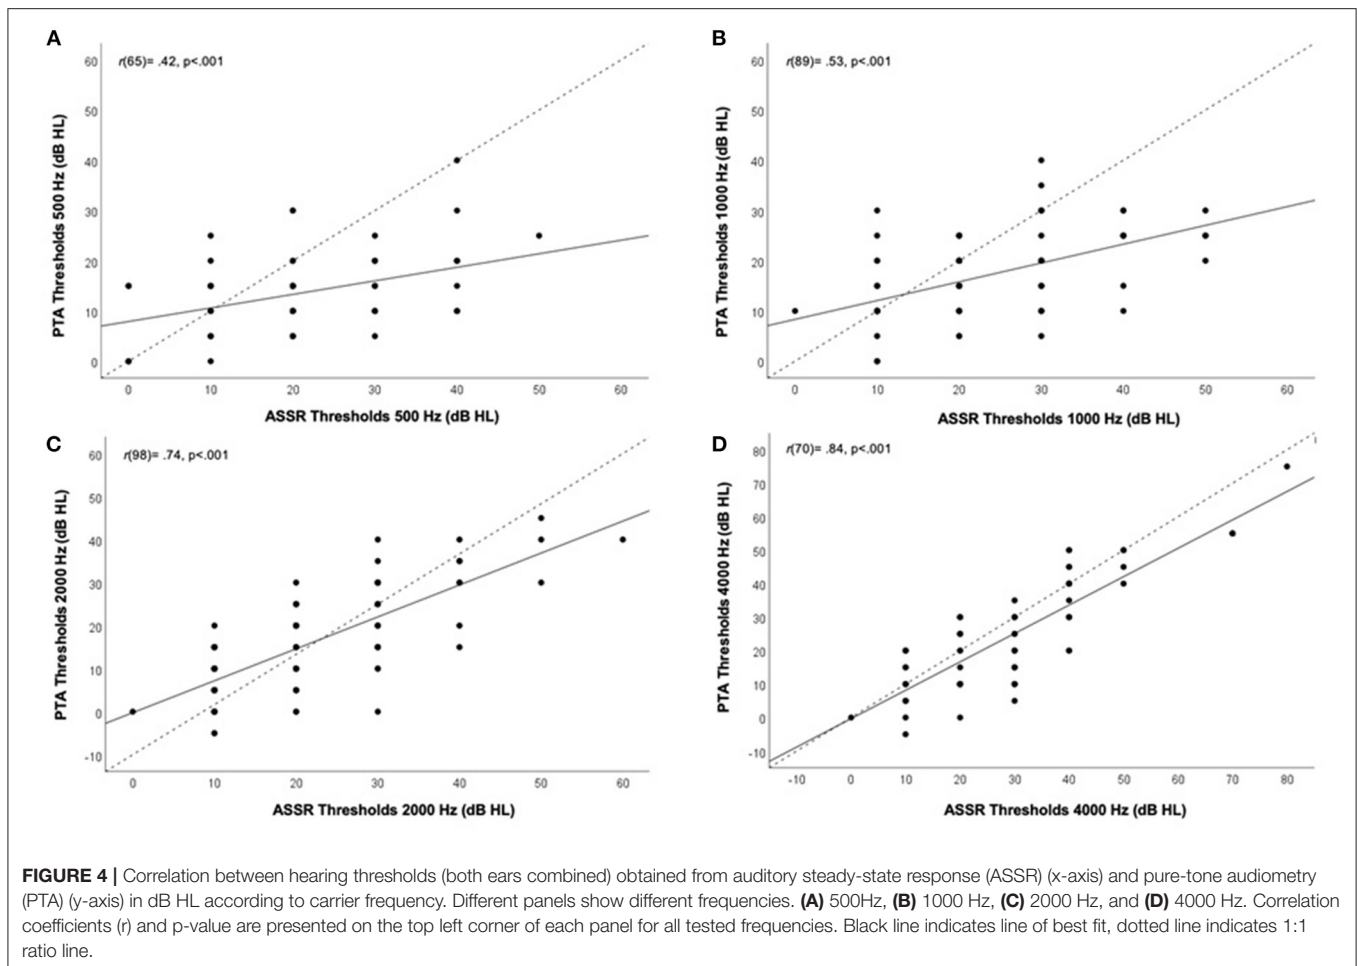 A
r(65)= .42, p<.001
PTA Thresholds 500 Hz (dB HL)
60
50
40
30
20
10
0
0 10 20 30 40 50 60
ASSR Thresholds 500 Hz (dB HL)
B
r(89)= .53, p<.001
PTA Thresholds 1000 Hz (dB HL)
60
50
40
30
20
10
0
0 10 20 30 40 50 60
ASSR Thresholds 1000 Hz (dB HL)
C
r(98)= .74, p<.001
PTA Thresholds 2000 Hz (dB HL)
60
50
40
30
20
10
0
-10
0 10 20 30 40 50 60
ASSR Thresholds 2000 Hz (dB HL)
D
r(70)= .84, p<.001
PTA Thresholds 4000 Hz (dB HL)
80
70
60
50
40
30
20
10
0
-10
-10 0 10 20 30 40 50 60 70 80
ASSR Thresholds 4000 Hz (dB HL)
FIGURE 4 | Correlation between hearing thresholds (both ears combined) obtained from auditory steady-state response (ASSR) (x-axis) and pure-tone audiometry
(PTA) (y-axis) in dB HL according to carrier frequency. Different panels show different frequencies. (A) 500Hz, (B) 1000 Hz, (C) 2000 Hz, and (D) 4000 Hz. Correlation
coefficients (r) and p-value are presented on the top left corner of each panel for all tested frequencies. Black line indicates line of best fit, dotted line indicates 1:1
ratio line.